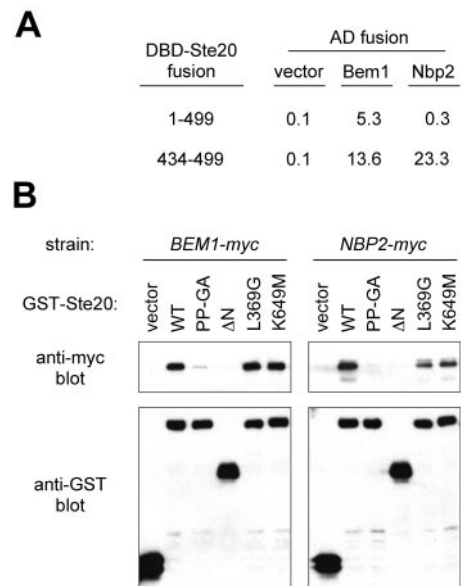 A
DBD-Ste20 fusion
AD fusion
vector Bem1 Nbp2
1-499 0.1 5.3 0.3
434-499 0.1 13.6 23.3
B
strain: BEM1-myc NBP2-myc
GST-Ste20: vector WT PP-GA ΔN L369G K649M vector WT PP-GA ΔN L369G K649M
anti-myc blot
anti-GST blot